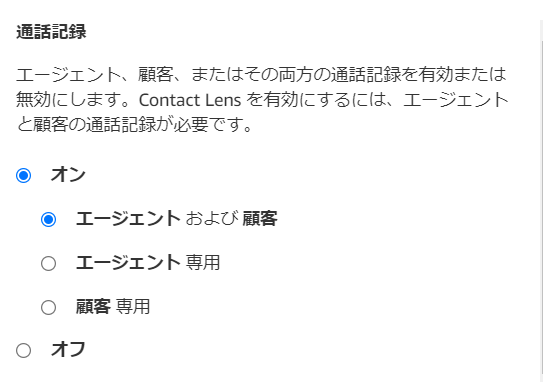 通話記録
エージェント、顧客、またはその両方の通話記録を有効または
無効にします。Contact Lens を有効にするには、エージェント
と顧客の通話記録が必要です。
オン
エージェント および 顧客
エージェント 専用
顧客 専用
オフ